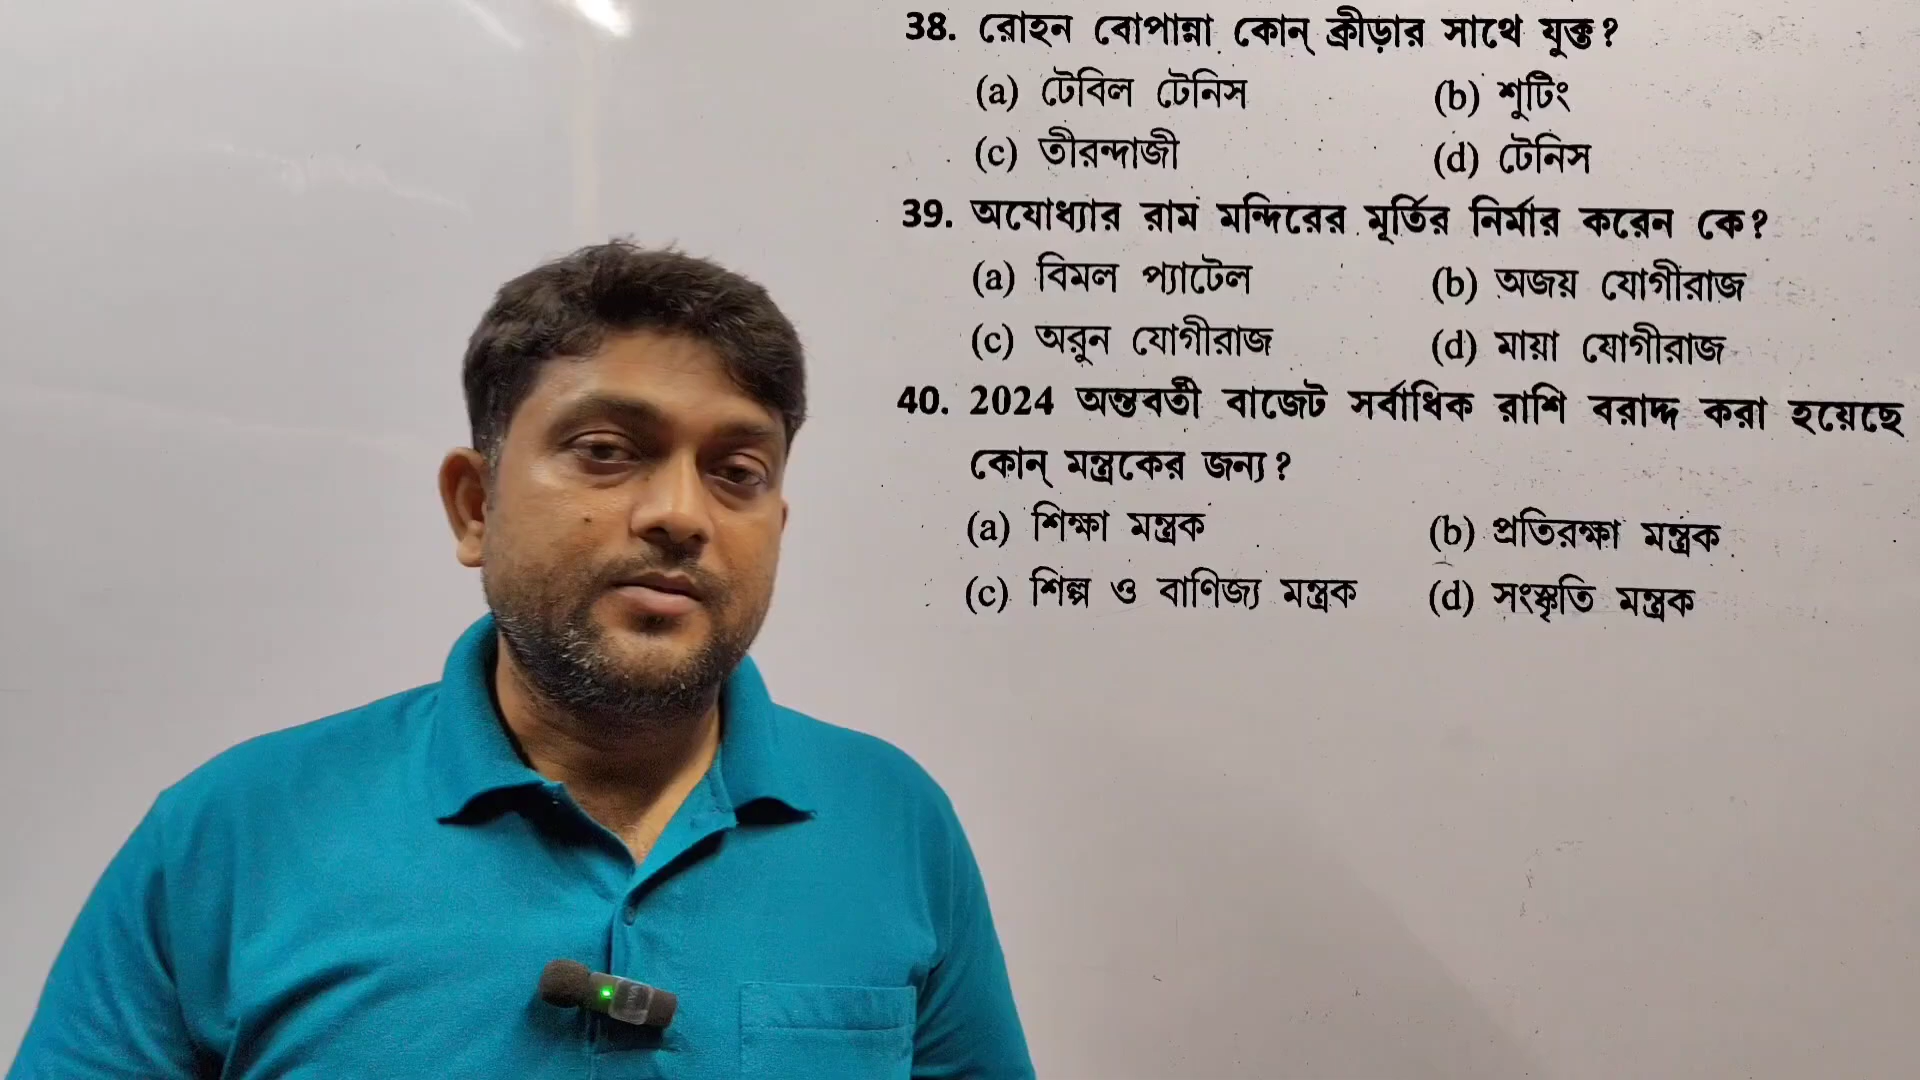 38. রোহন বোপান্না কোন্ ক্রীড়ার সাথে যুক্ত?
(a) টেবিল টেনিস (b) শুটিং
(c) তীরন্দাজী (d) টেনিস
39. অযোধ্যার রাম মন্দিরের মূর্তির নির্মার করেন কে?
(a) বিমল প্যাটেল (b) অজয় যোগীরাজ
(c) অরুন যোগীরাজ (d) মায়া যোগীরাজ
40. 2024 অন্তবর্তী বাজেট সর্বাধিক রাশি বরাদ্দ করা হয়েছে
কোন্ মন্ত্রকের জন্য?
(a) শিক্ষা মন্ত্রক (b) প্রতিরক্ষা মন্ত্রক
(c) শিল্প ও বাণিজ্য মন্ত্রক (d) সংস্কৃতি মন্ত্রক